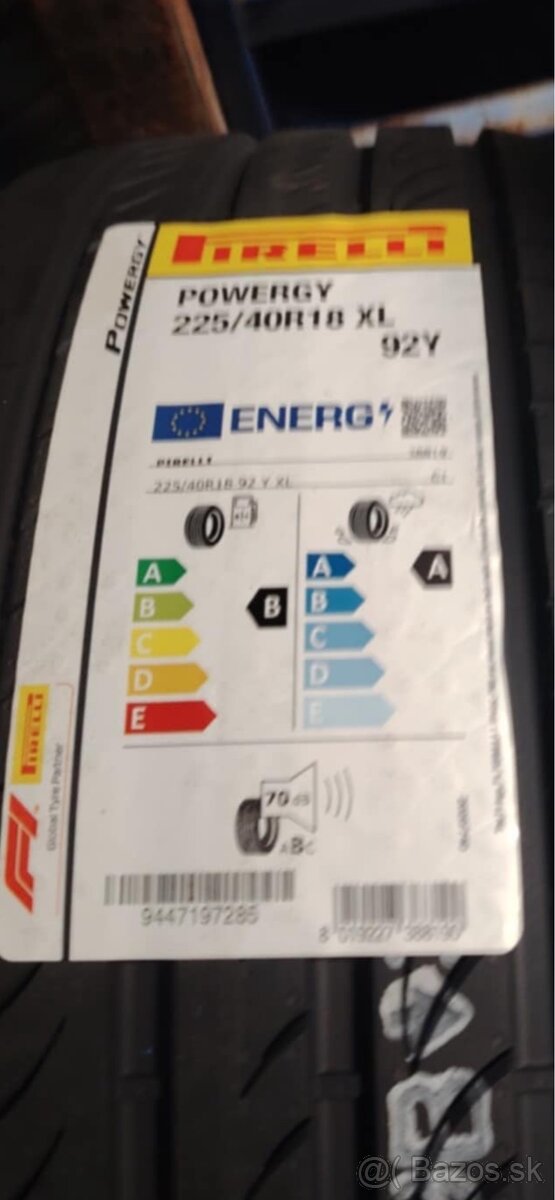 PIRELLI
POWERGY
POWERGY
225/40R18 XL
92Y
ENERG
PIRELLI
225/40R18 92 Y XL
A
B
C
D
E
B
A
B
C
D
E
A
70 dB
ABC
PIRELLI
F1
Global Tyre Partner
9447197285
8 019227 388190
@( Bazos.sk